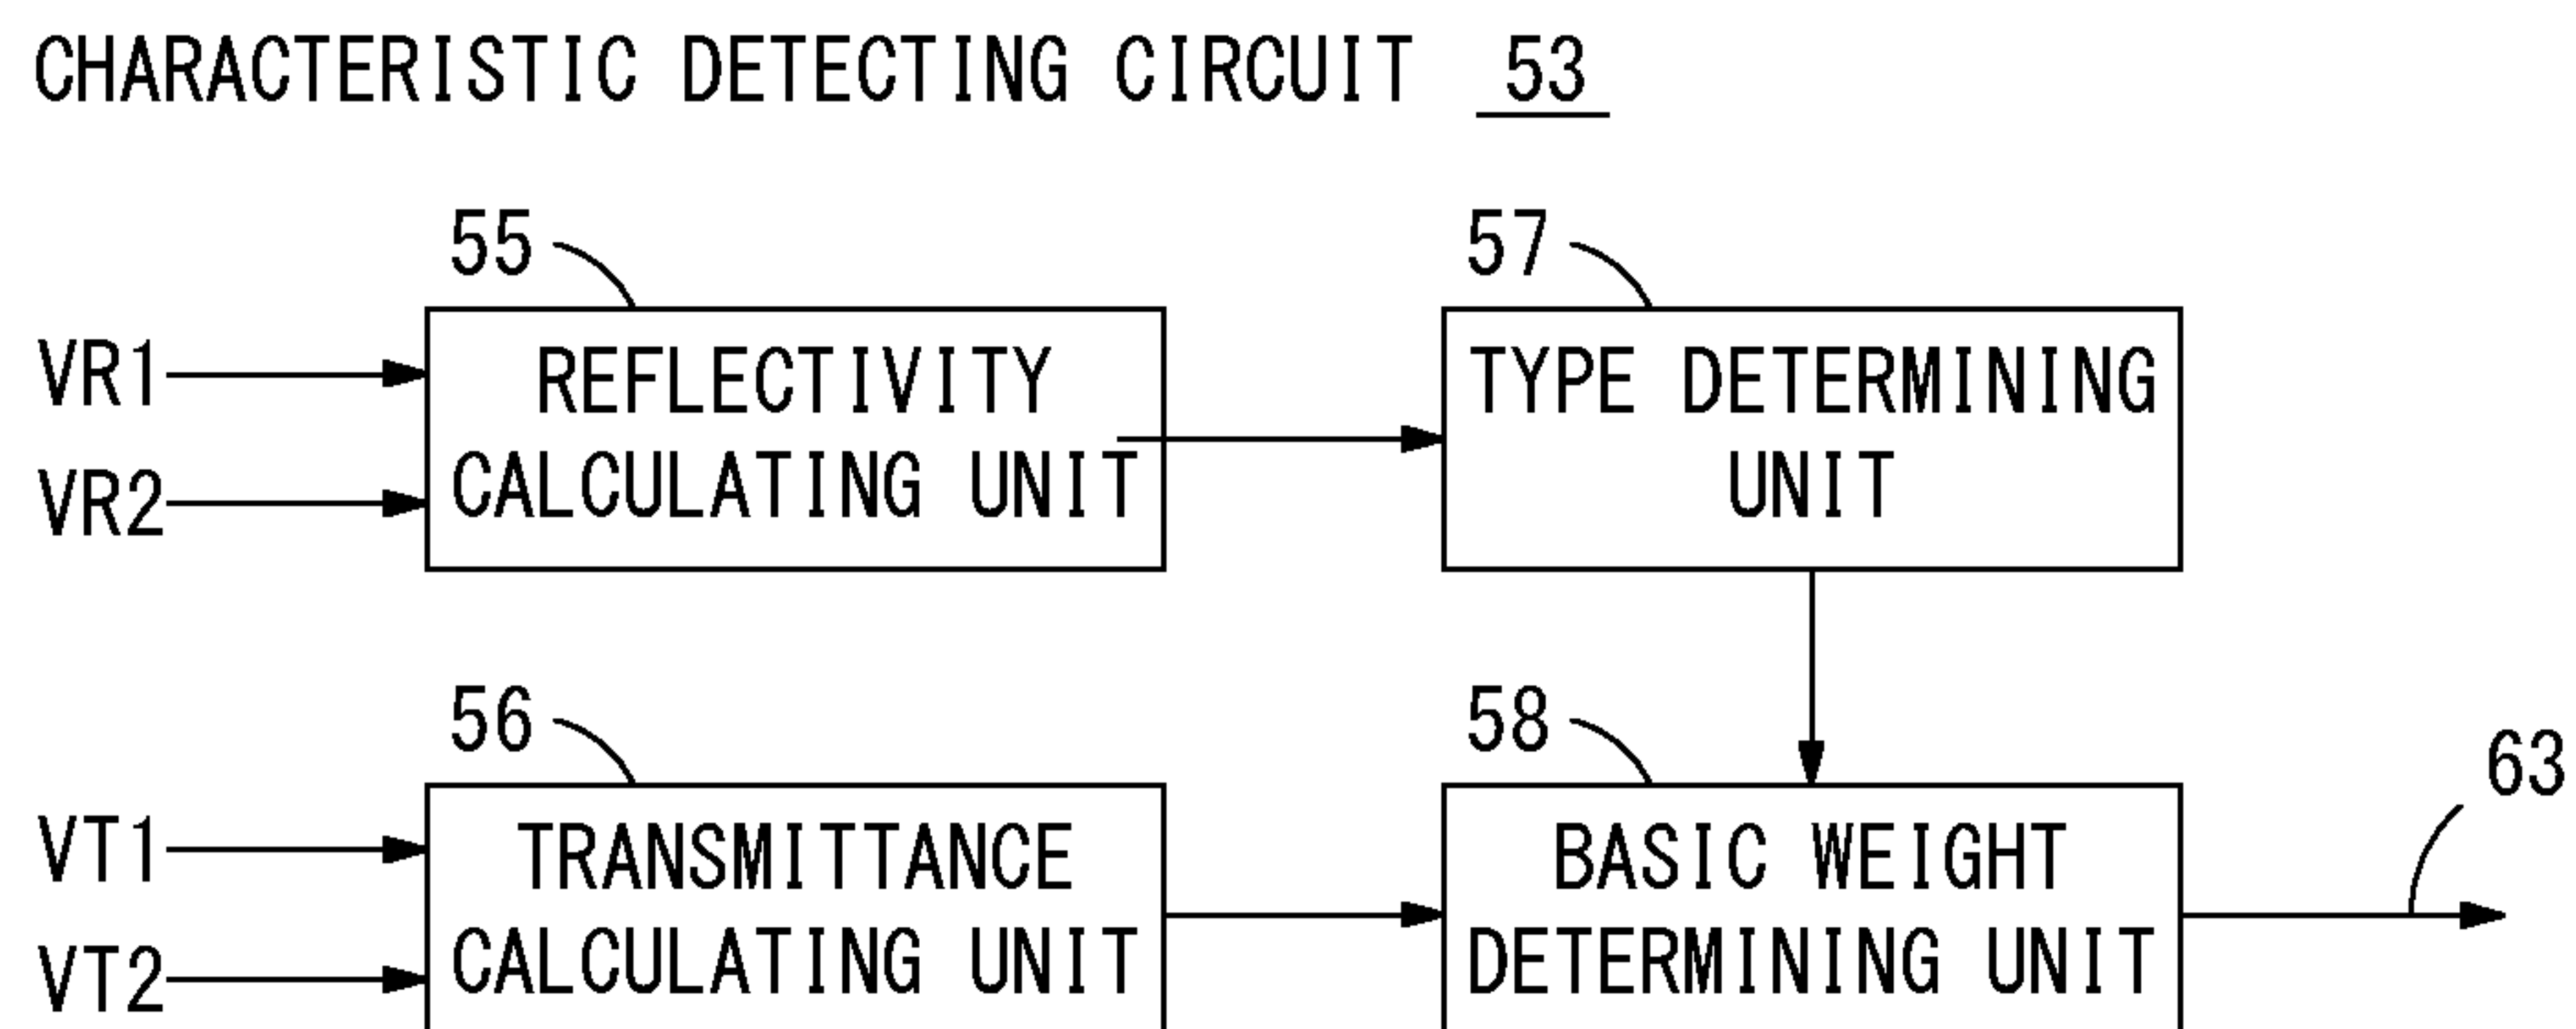 CHARACTERISTIC DETECTING CIRCUIT 53
55
57
VR1
VR2
REFLECTIVITY
CALCULATING UNIT
TYPE DETERMINING
UNIT
56
58
63
VT1
VT2
TRANSMITTANCE
CALCULATING UNIT
BASIC WEIGHT
DETERMINING UNIT